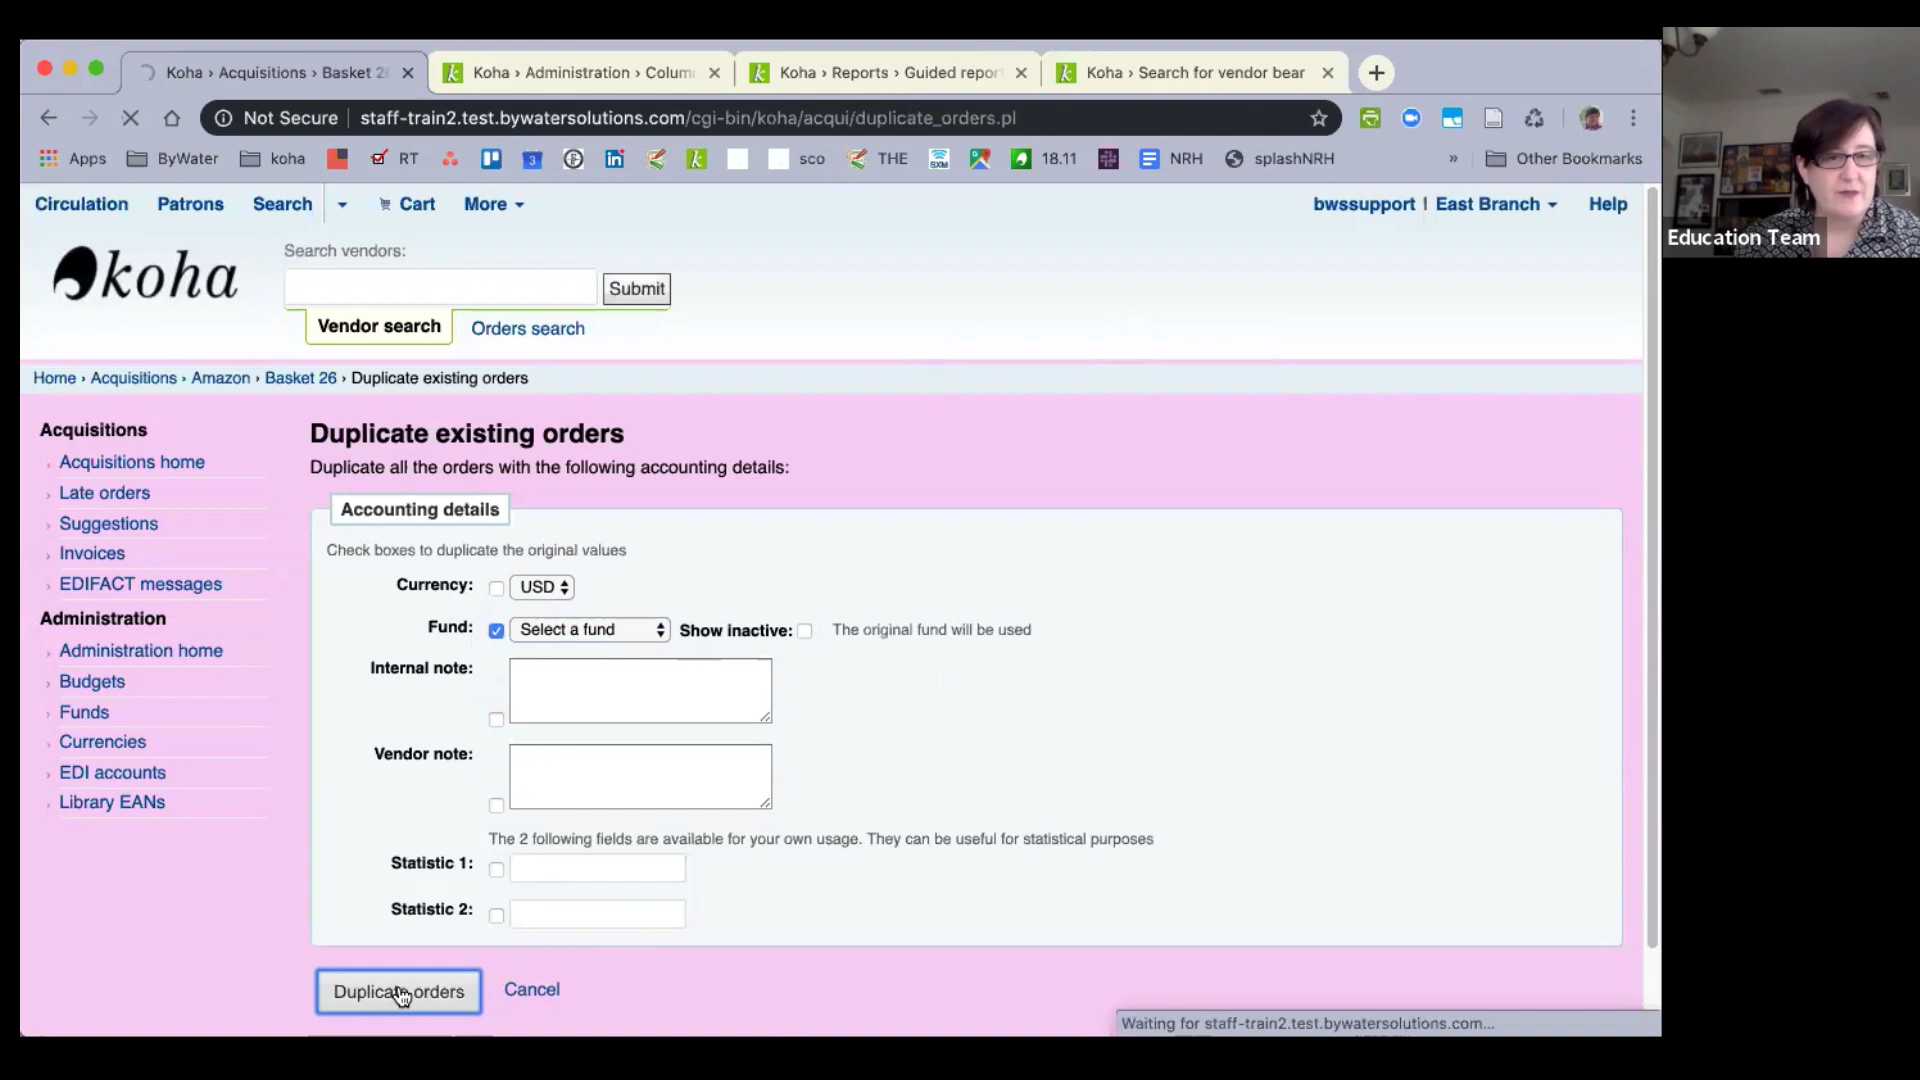 Koha › Acquisitions › Basket 2
Koha › Administration › Colum
Koha › Reports › Guided repor
Koha › Search for vendor bear
Not Secure
staff-train2.test.bywatersolutions.com/cgi-bin/koha/acqui/duplicate_orders.pl
Apps
ByWater
koha
RT
3
sco
THE
SXM
18.11
NRH
splashNRH
»
Other Bookmarks
Circulation
Patrons
Search
Cart
More
bwssupport | East Branch
Help
koha
Search vendors:
Submit
Vendor search
Orders search
Home › Acquisitions › Amazon › Basket 26 › Duplicate existing orders
Acquisitions
Acquisitions home
Late orders
Suggestions
Invoices
EDIFACT messages
Administration
Administration home
Budgets
Funds
Currencies
EDI accounts
Library EANs
Duplicate existing orders
Duplicate all the orders with the following accounting details:
Accounting details
Check boxes to duplicate the original values
Currency: USD
Fund: Select a fund Show inactive: The original fund will be used
Internal note:
Vendor note:
The 2 following fields are available for your own usage. They can be useful for statistical purposes
Statistic 1:
Statistic 2:
Duplicate orders
Cancel
Waiting for staff-train2.test.bywatersolutions.com...
Education Team